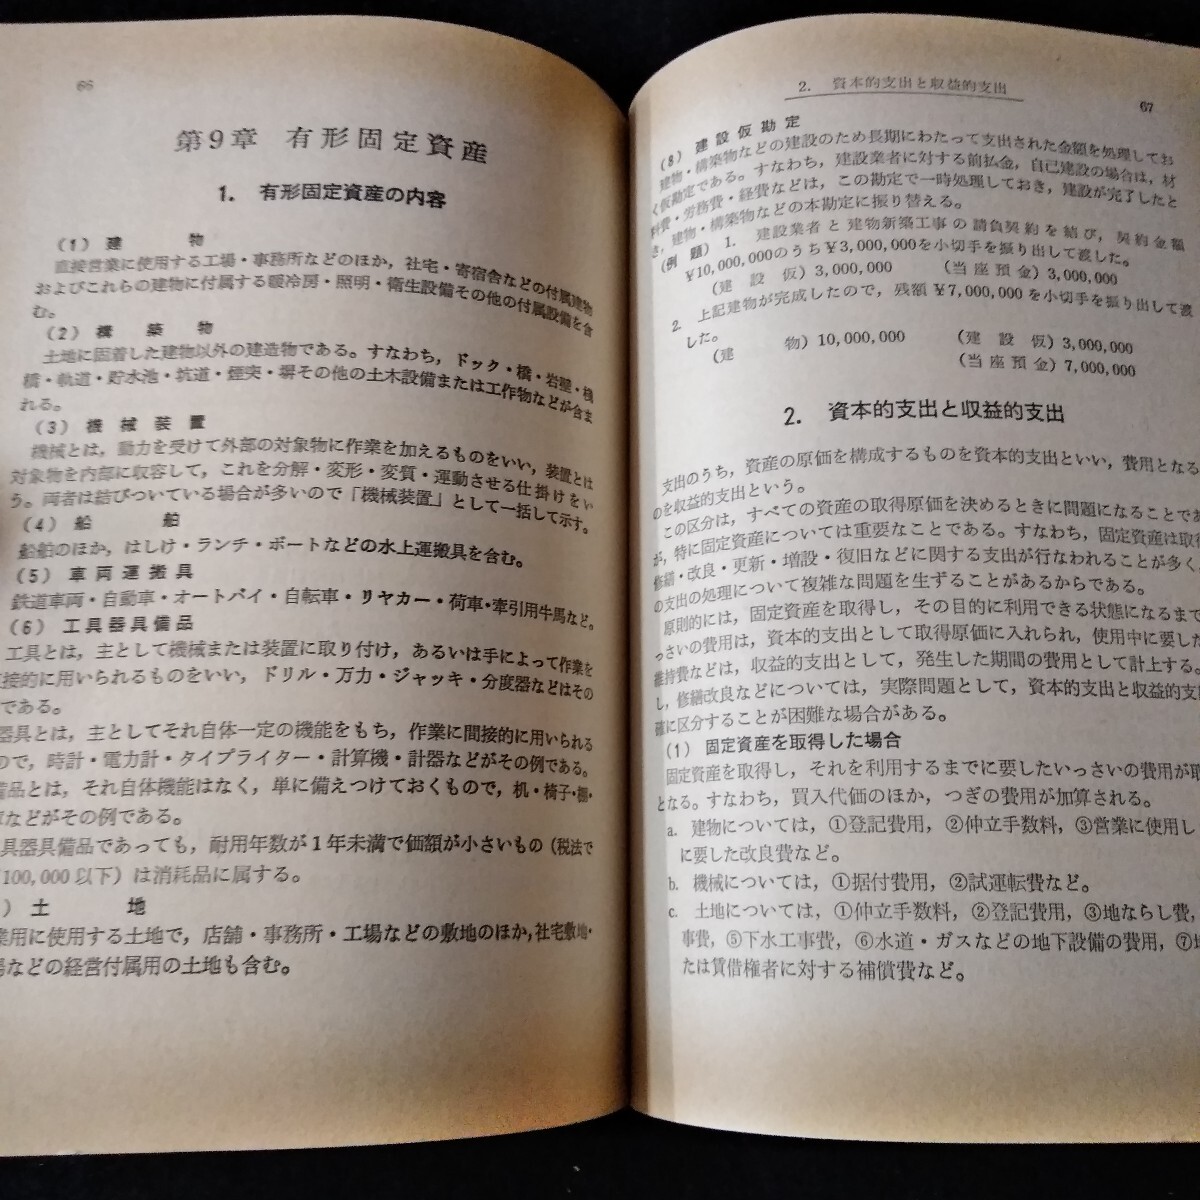 66
第9章 有形固定資産
1. 有形固定資産の内容
(1) 建 物
直接営業に使用する工場・事務所などのほか，社宅・寄宿舎などの付属建物
およびこれらの建物に付属する暖冷房・照明・衛生設備その他の付属設備を含
む。
(2) 構 築 物
土地に固着した建物以外の建造物である。すなわち，ドック・橋・岩壁・桟
橋・軌道・貯水池・坑道・煙突・塀その他の土木設備または工作物などが含ま
れる。
(3) 機 械 装 置
機械とは，動力を受けて外部の対象物に作業を加えるものをいい，装置とは
対象物を内部に収容して，これを分解・変形・変質・運動させる仕掛けをい
う。両者は結びついている場合が多いので「機械装置」として一括して示す。
(4) 船 舶
船舶のほか，はしけ・ランチ・ボートなどの水上運搬具を含む。
(5) 車両運搬具
鉄道車両・自動車・オートバイ・自転車・リヤカー・荷車・牽引用牛馬など。
(6) 工具器具備品
工具とは，主として機械または装置に取り付け，あるいは手によって作業を
接的に用いられるものをいい，ドリル・万力・ジャッキ・分度器などはその
である。
器具とは，主としてそれ自体一定の機能をもち，作業に間接的に用いられる
ので，時計・電力計・タイプライター・計算機・計器などがその例である。
備品とは，それ自体機能はなく，単に備えつけておくもので，机・椅子・棚・
などがその例である。
具器具備品であっても，耐用年数が1年未満で価額が小さいもの（税法で
100,000以下）は消耗品に属する。
) 土 地
業用に使用する土地で，店舗・事務所・工場などの敷地のほか，社宅敷地・
場などの経営付属用の土地も含む。
2. 資本的支出と収益的支出
67
(8) 建設仮勘定
建物・構築物などの建設のため長期にわたって支出された金額を処理してお
く仮勘定である。すなわち，建設業者に対する前払金，自己建設の場合は，材
料費・労務費・経費などは，この勘定で一時処理しておき，建設が完了したと
き，建物・構築物などの本勘定に振り替える。
(例 題) 1. 建設業者と建物新築工事の請負契約を結び，契約金額
¥10,000,000のうち¥3,000,000を小切手を振り出して渡した。
(建 設 仮) 3,000,000 (当座預金) 3,000,000
2. 上記建物が完成したので，残額¥7,000,000を小切手を振り出して渡
した。
(建 物) 10,000,000 (建 設 仮) 3,000,000
(当座預金) 7,000,000
2. 資本的支出と収益的支出
支出のうち，資産の原価を構成するものを資本的支出といい，費用となる
のを収益的支出という。
この区分は，すべての資産の取得原価を決めるときに問題になることであ
が，特に固定資産については重要なことである。すなわち，固定資産は取得
修繕・改良・更新・増設・復旧などに関する支出が行なわれることが多く，
の支出の処理について複雑な問題を生ずることがあるからである。
原則的には，固定資産を取得し，その目的に利用できる状態になるまで
っさいの費用は，資本的支出として取得原価に入れられ，使用中に要した
維持費などは，収益的支出として，発生した期間の費用として計上する。
し，修繕改良などについては，実際問題として，資本的支出と収益的支
確に区分することが困難な場合がある。
(1) 固定資産を取得した場合
固定資産を取得し，それを利用するまでに要したいっさいの費用が取
となる。すなわち，買入代価のほか，つぎの費用が加算される。
a. 建物については，①登記費用，②仲立手数料，③営業に使用し
に要した改良費など。
b. 機械については，①据付費用，②試運転費など。
c. 土地については，①仲立手数料，②登記費用，③地ならし費，
事費，⑤下水工事費，⑥水道・ガスなどの地下設備の費用，⑦
たは賃借権者に対する補償費など。